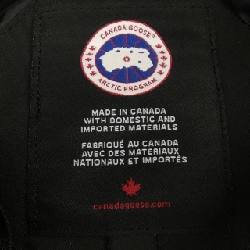 CANADA GOOSE
ARCTIC PROGRAM
MADE IN CANADA
WITH DOMESTIC AND
IMPORTED MATERIALS
FABRIQUÉ AU CANADA
AVEC DES MATERIAUX
NATIONAUX ET IMPORTÉS
canadagoose.com